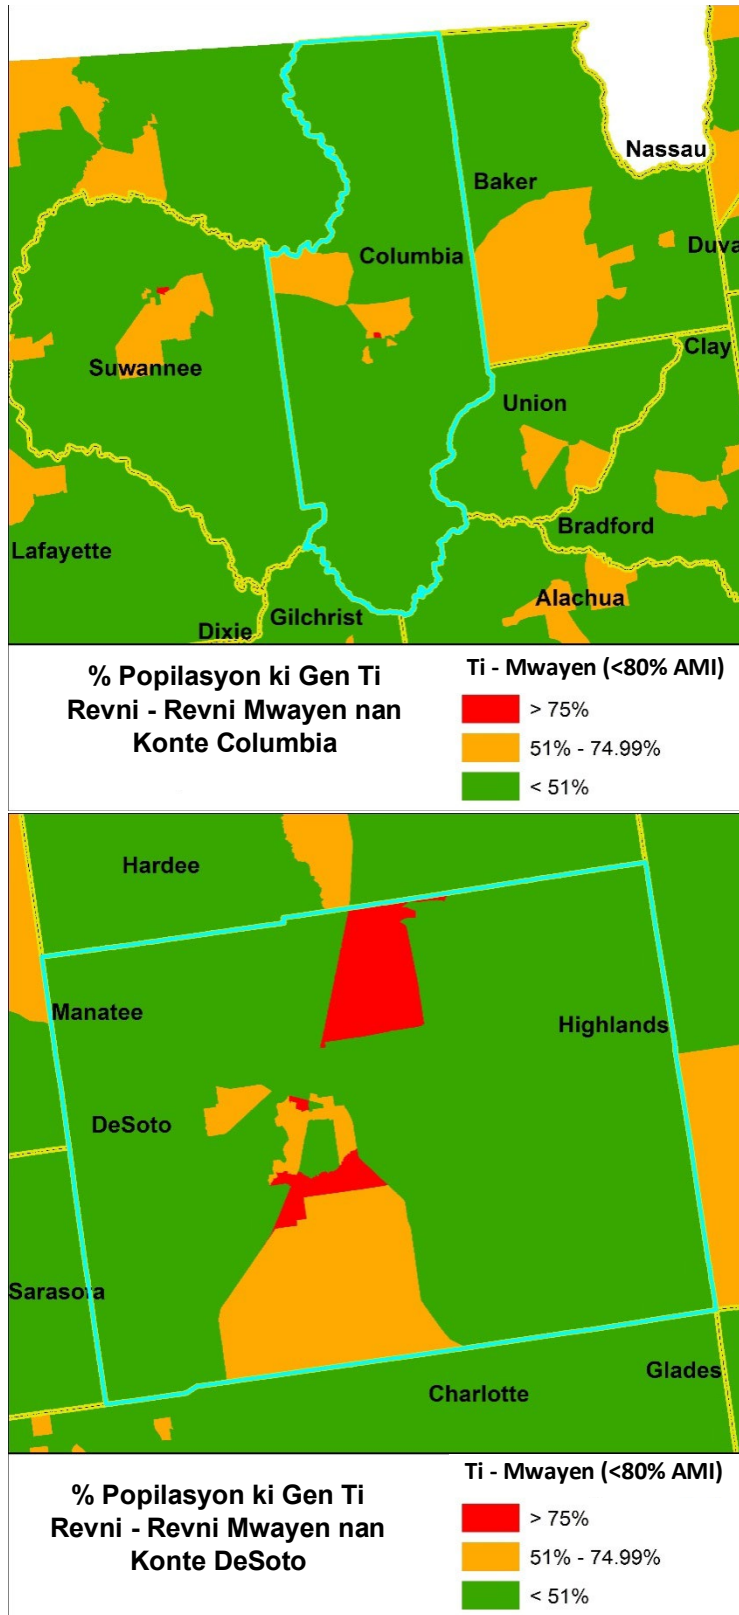 Nassau
Baker
Columbia
Duva
Suwannee
Clay
Union
Bradford
Lafayette
Alachua
Gilchrist
Dixie
% Popilasyon ki Gen Ti
Revni - Revni Mwayen nan
Konte Columbia
Ti - Mwayen (<80% AMI)
> 75%
51% - 74.99%
< 51%
Hardee
Manatee
Highlands
DeSoto
Sarasota
Glades
Charlotte
% Popilasyon ki Gen Ti
Revni - Revni Mwayen nan
Konte DeSoto
Ti - Mwayen (<80% AMI)
> 75%
51% - 74.99%
< 51%